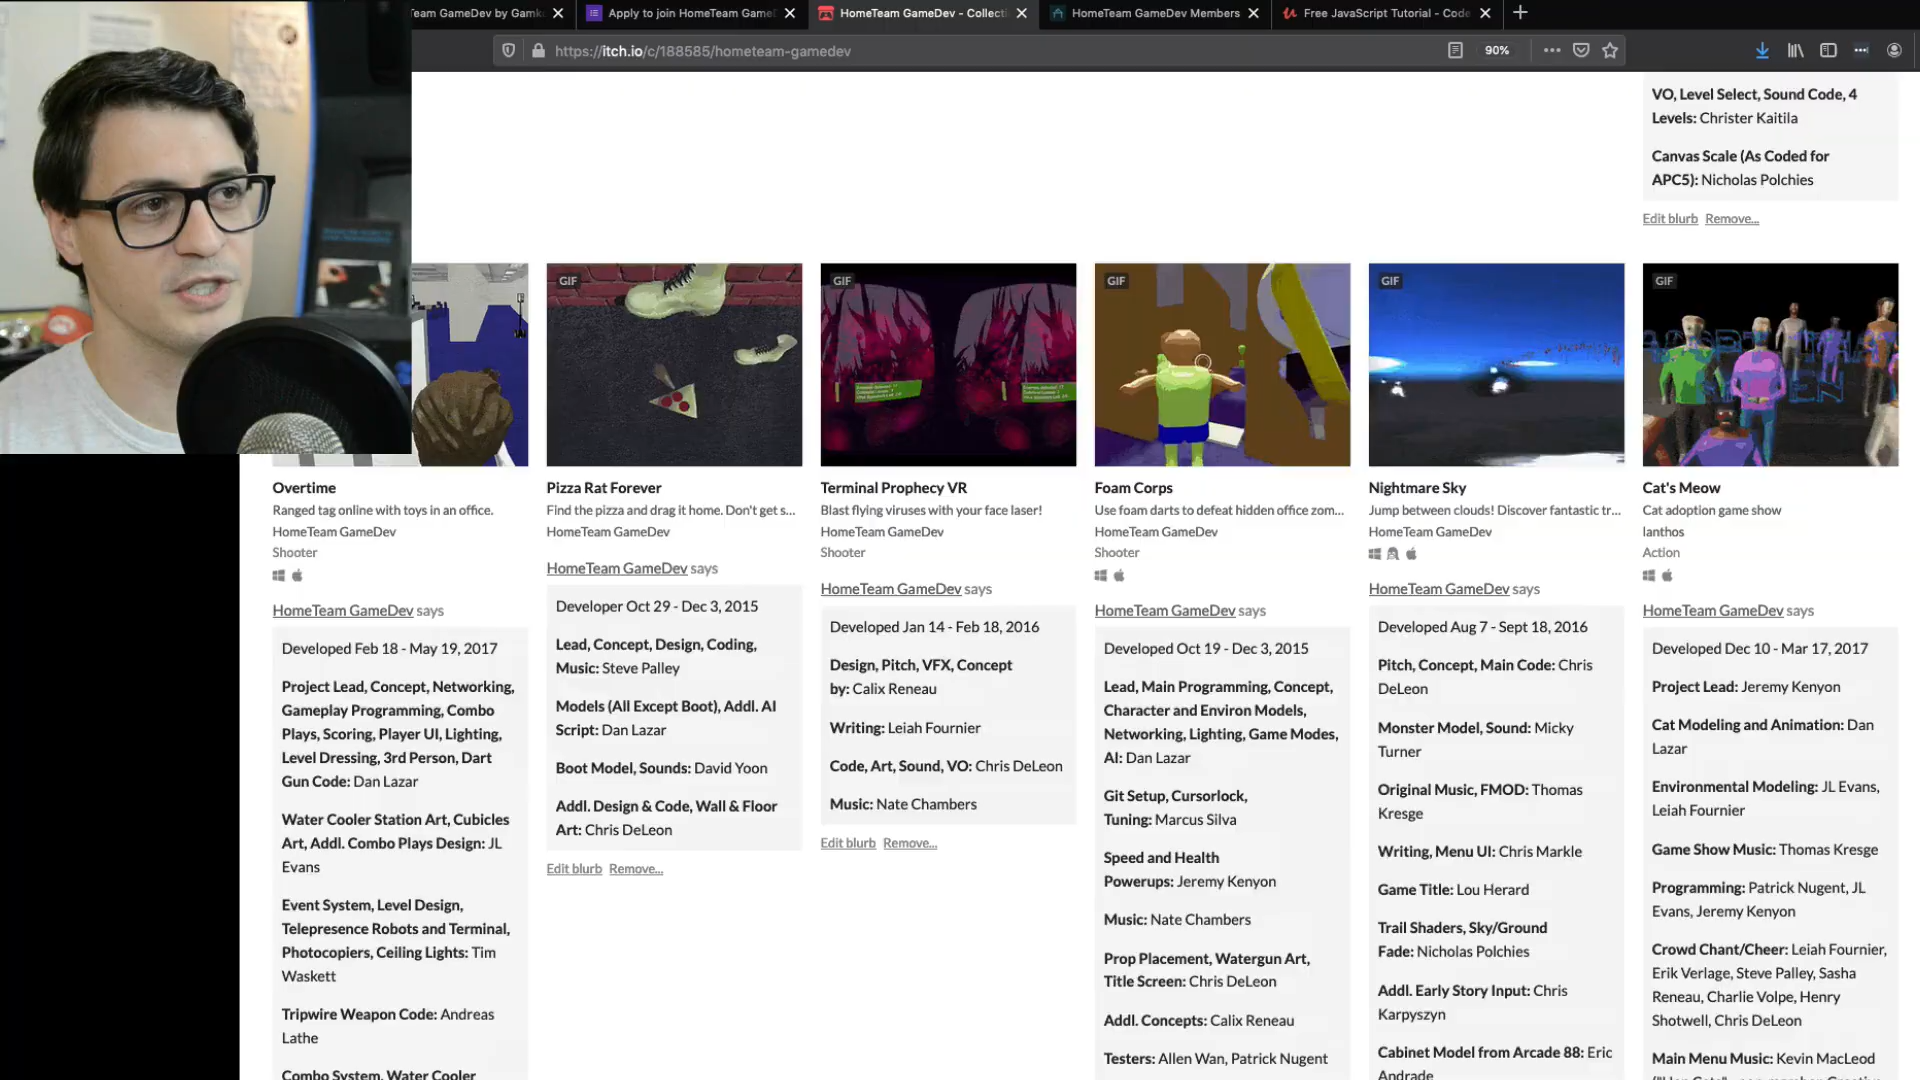 Team GameDev by Gamk
Apply to join HomeTeam GameD
HomeTeam GameDev - Collecti
HomeTeam GameDev Members
Free JavaScript Tutorial - Code
https://itch.io/c/188585/hometeam-gamedev
90%
VO, Level Select, Sound Code, 4
Levels: Christer Kaitila
Canvas Scale (As Coded for
APC5): Nicholas Polchies
Edit blurb Remove...
Overtime
Ranged tag online with toys in an office.
HomeTeam GameDev
Shooter
HomeTeam GameDev says
Developed Feb 18 - May 19, 2017
Project Lead, Concept, Networking,
Gameplay Programming, Combo
Plays, Scoring, Player UI, Lighting,
Level Dressing, 3rd Person, Dart
Gun Code: Dan Lazar
Water Cooler Station Art, Cubicles
Art, Addl. Combo Plays Design: JL
Evans
Event System, Level Design,
Telepresence Robots and Terminal,
Photocopiers, Ceiling Lights: Tim
Waskett
Tripwire Weapon Code: Andreas
Lathe
Combo System, Water Cooler
GIF
Pizza Rat Forever
Find the pizza and drag it home. Don't get s...
HomeTeam GameDev
HomeTeam GameDev says
Developer Oct 29 - Dec 3, 2015
Lead, Concept, Design, Coding,
Music: Steve Palley
Models (All Except Boot), Addl. AI
Script: Dan Lazar
Boot Model, Sounds: David Yoon
Addl. Design & Code, Wall & Floor
Art: Chris DeLeon
Edit blurb Remove...
GIF
Terminal Prophecy VR
Blast flying viruses with your face laser!
HomeTeam GameDev
Shooter
HomeTeam GameDev says
Developed Jan 14 - Feb 18, 2016
Design, Pitch, VFX, Concept
by: Calix Reneau
Writing: Leiah Fournier
Code, Art, Sound, VO: Chris DeLeon
Music: Nate Chambers
Edit blurb Remove...
GIF
Foam Corps
Use foam darts to defeat hidden office zom...
HomeTeam GameDev
Shooter
HomeTeam GameDev says
Developed Oct 19 - Dec 3, 2015
Lead, Main Programming, Concept,
Character and Environ Models,
Networking, Lighting, Game Modes,
AI: Dan Lazar
Git Setup, Cursorlock,
Tuning: Marcus Silva
Speed and Health
Powerups: Jeremy Kenyon
Music: Nate Chambers
Prop Placement, Watergun Art,
Title Screen: Chris DeLeon
Addl. Concepts: Calix Reneau
Testers: Allen Wan, Patrick Nugent
GIF
Nightmare Sky
Jump between clouds! Discover fantastic tr...
HomeTeam GameDev
HomeTeam GameDev says
Developed Aug 7 - Sept 18, 2016
Pitch, Concept, Main Code: Chris
DeLeon
Monster Model, Sound: Micky
Turner
Original Music, FMOD: Thomas
Kresge
Writing, Menu UI: Chris Markle
Game Title: Lou Herard
Trail Shaders, Sky/Ground
Fade: Nicholas Polchies
Addl. Early Story Input: Chris
Karpyszyn
Cabinet Model from Arcade 88: Eric
Andrade
GIF
Cat's Meow
Cat adoption game show
Ianthos
Action
HomeTeam GameDev says
Developed Dec 10 - Mar 17, 2017
Project Lead: Jeremy Kenyon
Cat Modeling and Animation: Dan
Lazar
Environmental Modeling: JL Evans,
Leiah Fournier
Game Show Music: Thomas Kresge
Programming: Patrick Nugent, JL
Evans, Jeremy Kenyon
Crowd Chant/Cheer: Leiah Fournier,
Erik Verlage, Steve Palley, Sasha
Reneau, Charlie Volpe, Henry
Shotwell, Chris DeLeon
Main Menu Music: Kevin MacLeod